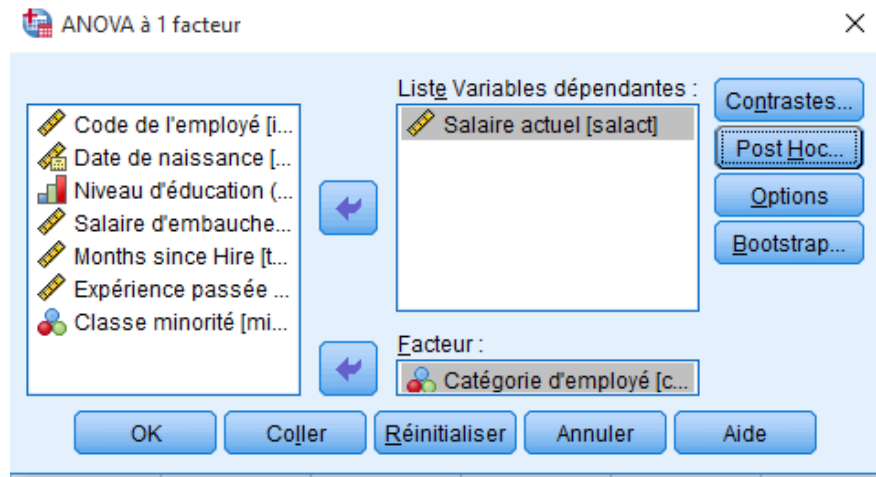 ANOVA à 1 facteur
Code de l'employé [i...
Date de naissance [...
Niveau d'éducation (...
Salaire d'embauche...
Months since Hire [t...
Expérience passée ...
Classe minorité [mi...
Liste Variables dépendantes :
Salaire actuel [salact]
Facteur :
Catégorie d'employé [c...
Contrastes...
Post Hoc...
Options
Bootstrap...
OK
Coller
Réinitialiser
Annuler
Aide